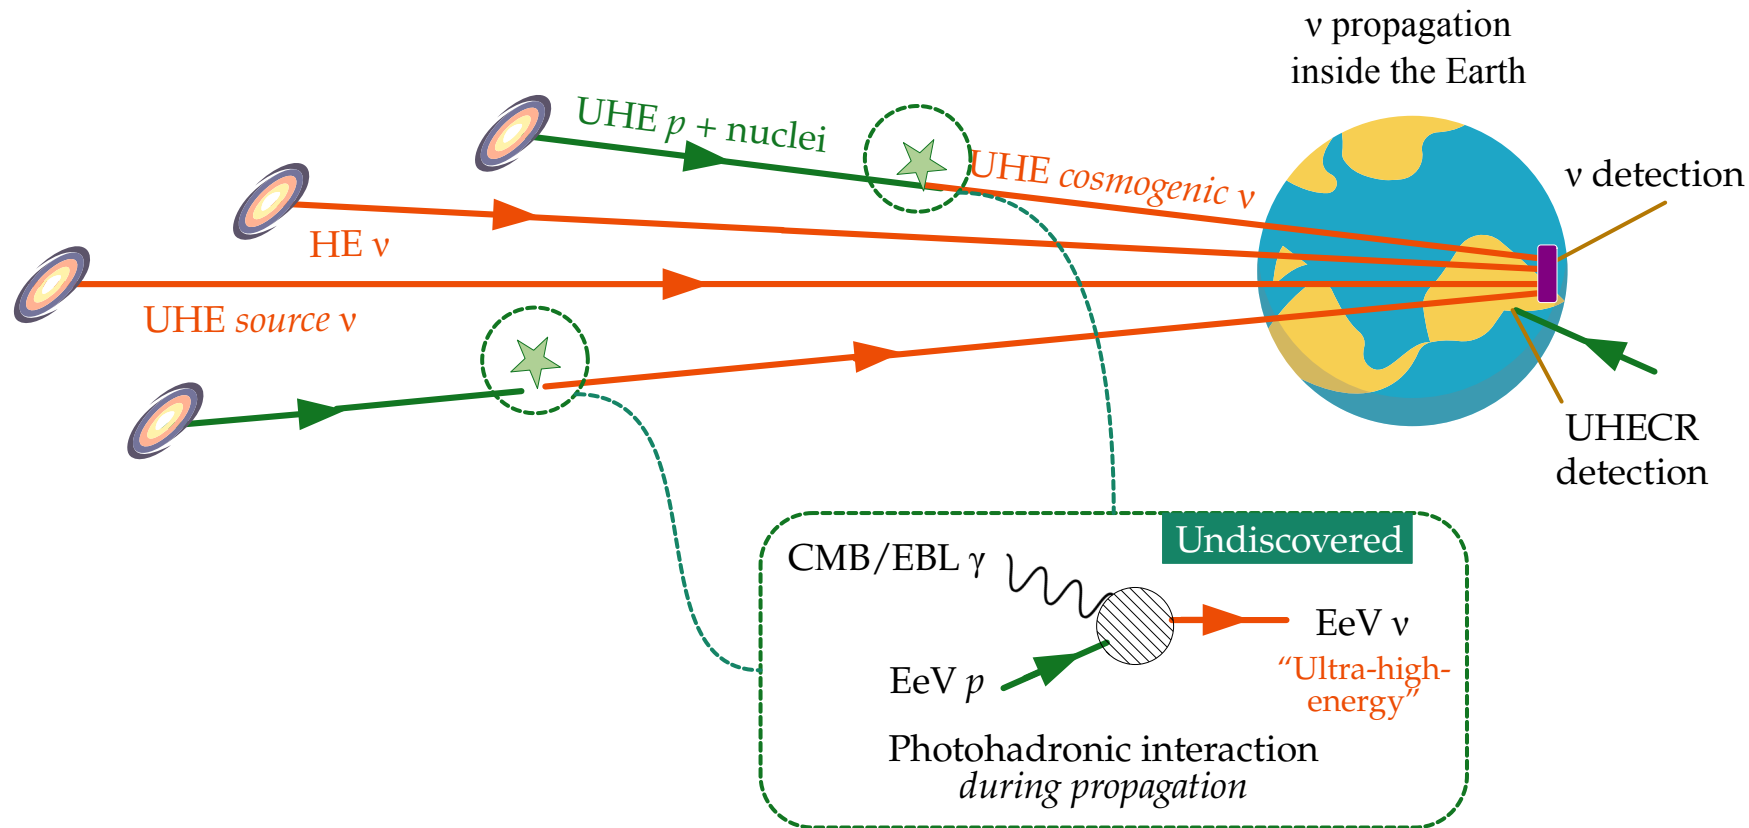 ν propagation
inside the Earth
UHE p + nuclei
UHE cosmogenic ν
ν detection
HE ν
UHE source ν
UHECR
detection
Undiscovered
CMB/EBL γ
EeV ν
“Ultra-high-
energy”
EeV p
Photohadronic interaction
during propagation